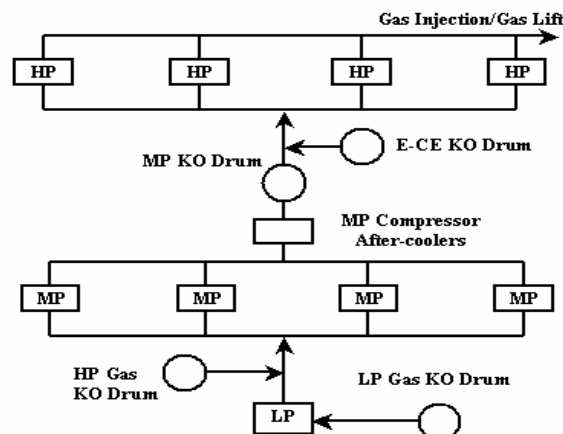 Gas Injection/Gas Lift
HP HP HP HP
E-CE KO Drum
MP KO Drum
MP Compressor
After-coolers
MP MP MP MP
HP Gas
KO Drum
LP Gas KO Drum
LP